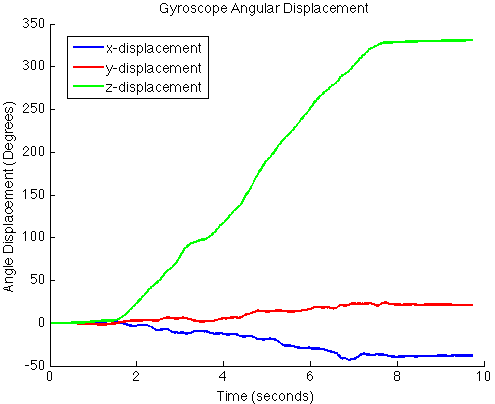 Gyroscope Angular Displacement
350
300
250
200
150
100
50
0
-50
Angle Displacement (Degrees)
x-displacement
y-displacement
z-displacement
0 2 4 6 8 10
Time (seconds)